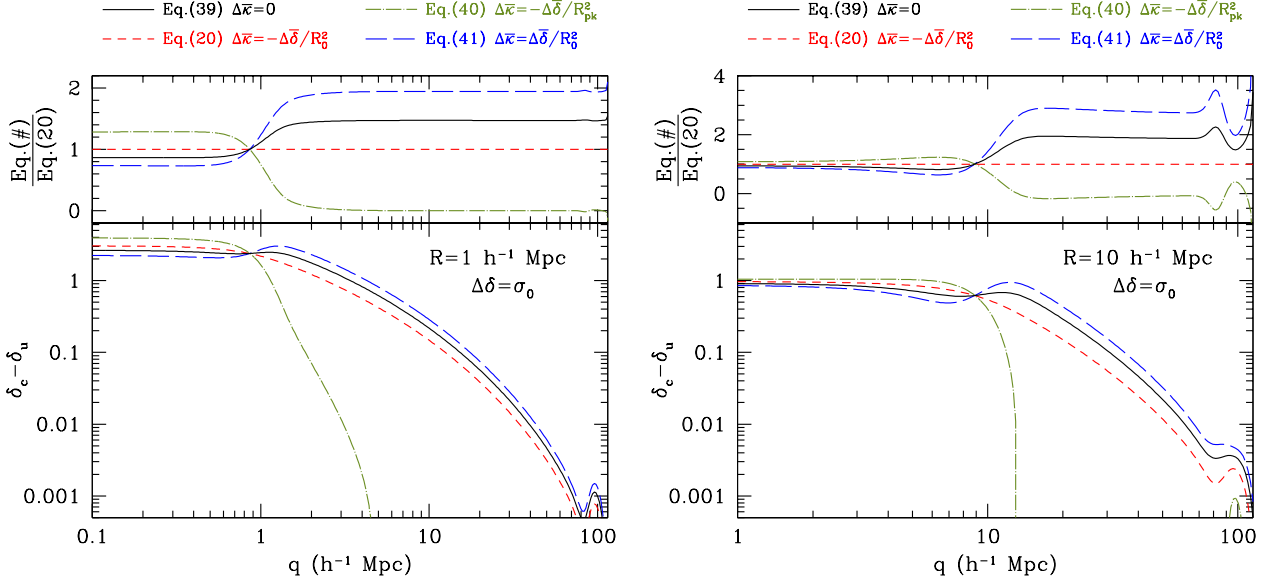 Eq.(39) Δκ̄=0
Eq.(40) Δκ̄=−Δδ̄/R²pk
Eq.(20) Δκ̄=−Δδ̄/R₀²
Eq.(41) Δκ̄=Δδ̄/R₀²
Eq.(39) Δκ̄=0
Eq.(40) Δκ̄=−Δδ̄/R²pk
Eq.(20) Δκ̄=−Δδ̄/R₀²
Eq.(41) Δκ̄=Δδ̄/R₀²
Eq.(#)
Eq.(20)
2
1
0
Eq.(#)
Eq.(20)
4
2
0
δc−δu
1
0.1
0.01
0.001
R=1 h⁻¹ Mpc
Δδ=σ₀
0.1
1
10
100
q (h⁻¹ Mpc)
δc−δu
1
0.1
0.01
0.001
R=10 h⁻¹ Mpc
Δδ=σ₀
1
10
100
q (h⁻¹ Mpc)